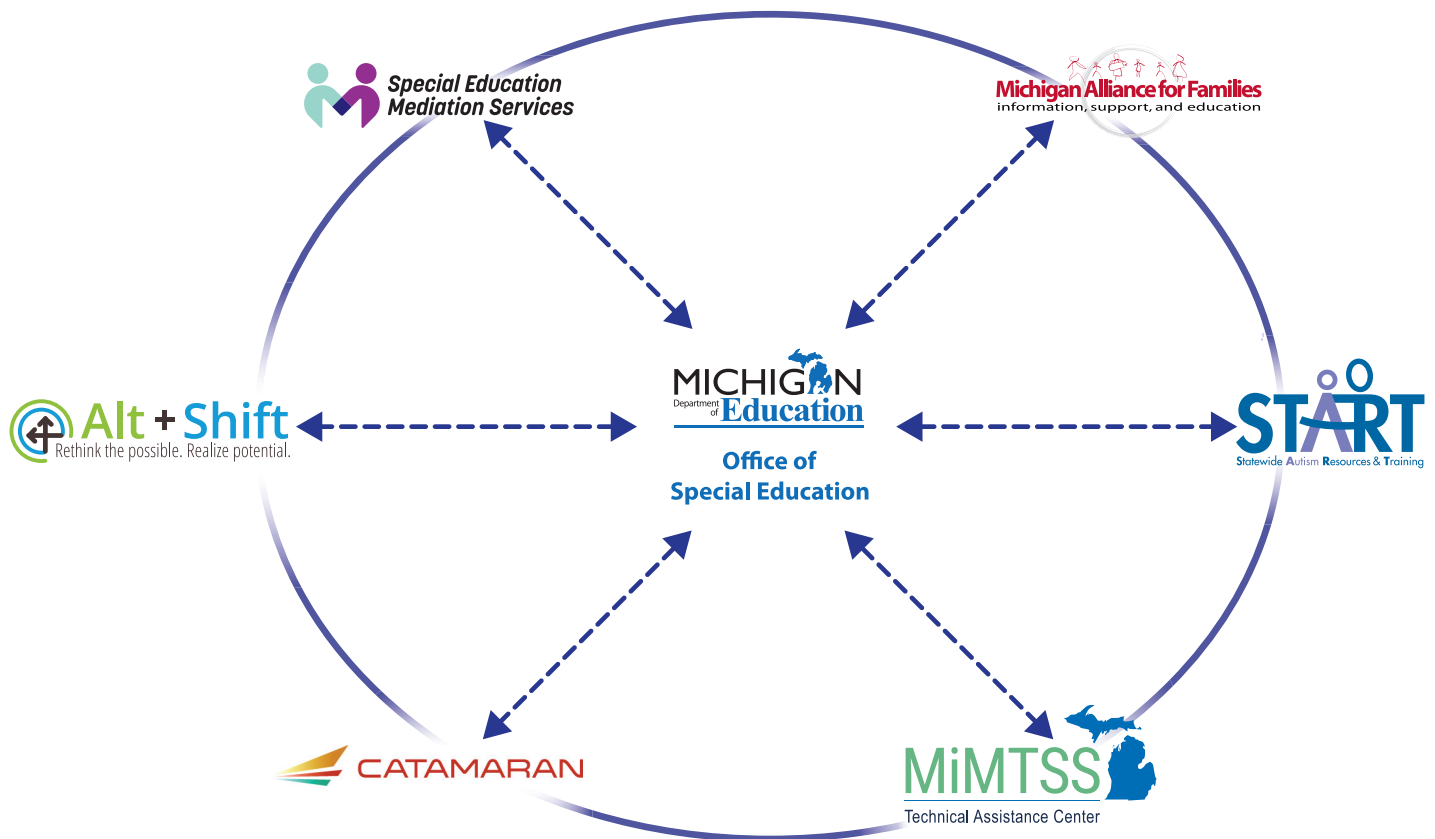 Special Education
Mediation Services
Michigan Alliance for Families
information, support, and education
Alt + Shift
Rethink the possible. Realize potential.
MICHIGAN
Department
of Education
Office of
Special Education
START
Statewide Autism Resources & Training
CATAMARAN
MiMTSS
Technical Assistance Center